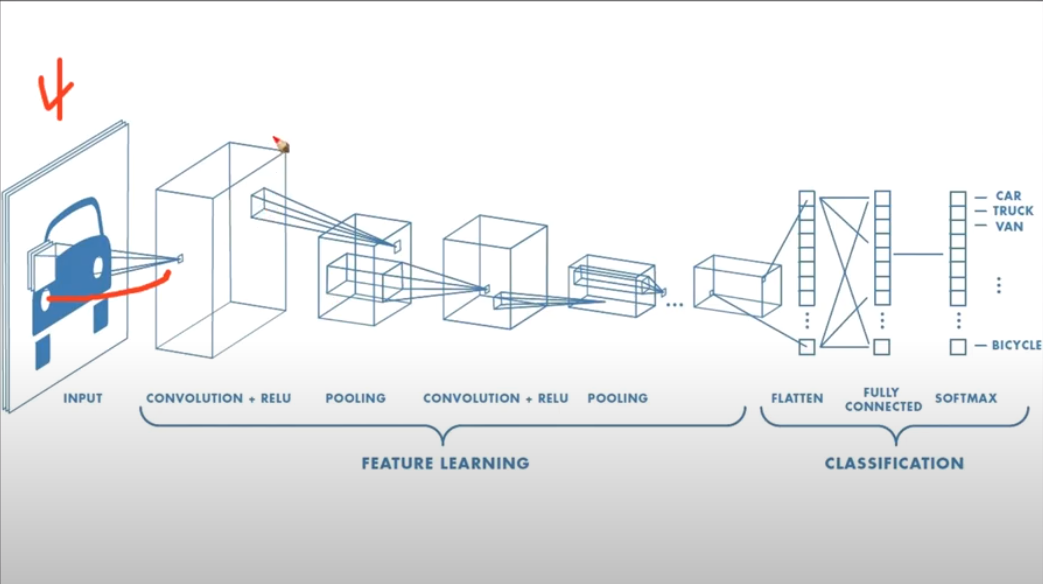 4
CAR
TRUCK
VAN
BICYCLE
INPUT
CONVOLUTION + RELU
POOLING
CONVOLUTION + RELU
POOLING
FLATTEN
FULLY
CONNECTED
SOFTMAX
FEATURE LEARNING
CLASSIFICATION